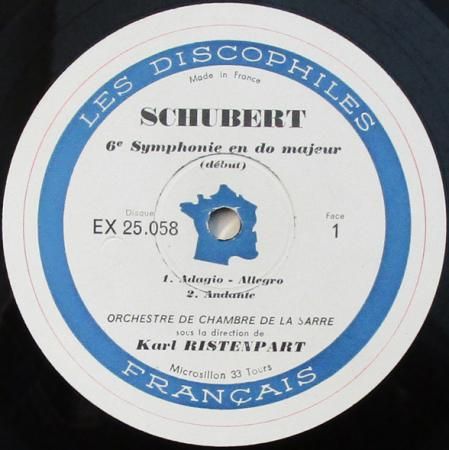 LES DISCOPHILES
Made in France
SCHUBERT
6e Symphonie en do majeur
(début)
Disque
EX 25.058
Face
1
1. Adagio - Allegro
2. Andante
ORCHESTRE DE CHAMBRE DE LA SARRE
sous la direction de
Karl RISTENPART
Microsillon 33 Tours
FRANÇAIS